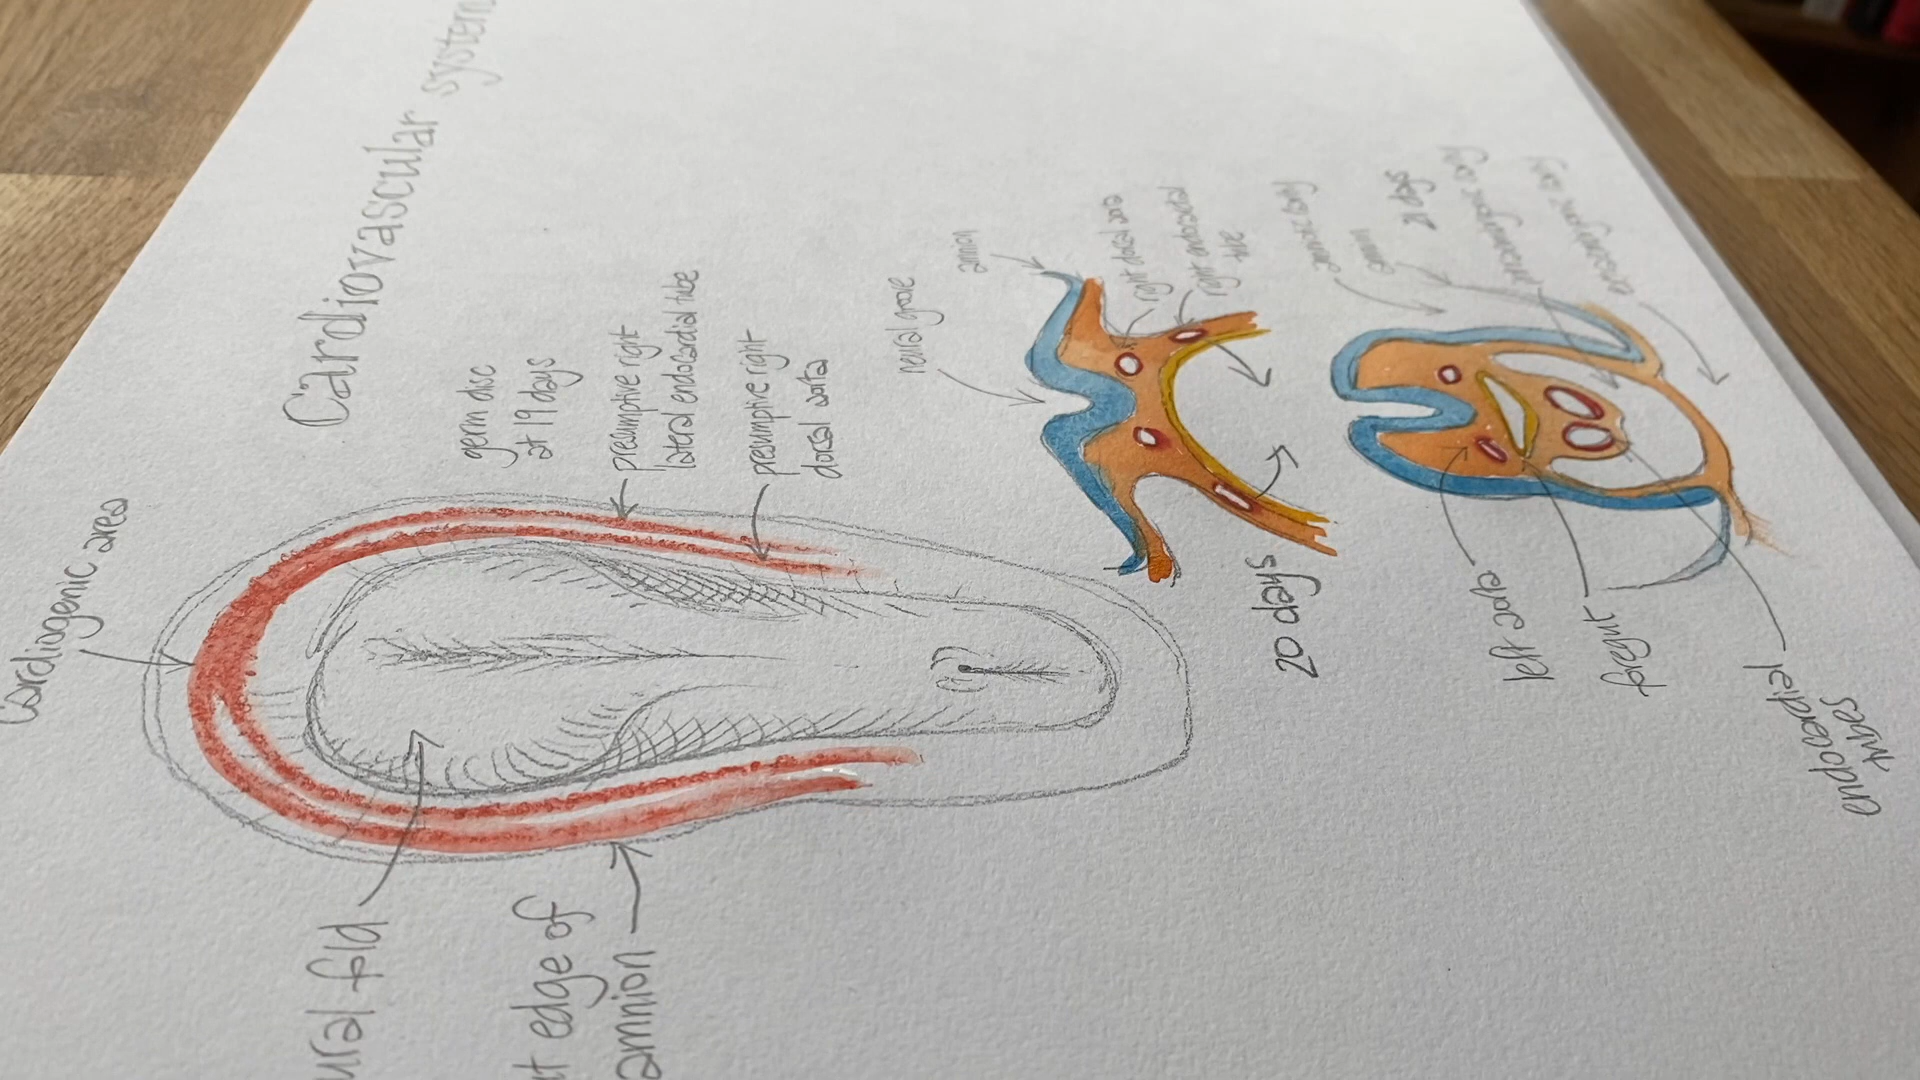 Cardiovascular system
Cardiogenic area
germ disc
at 19 days
presumptive right
lateral endocardial tube
presumptive right
dorsal aorta
ural fold
edge of
amnion
neural groove
amnion
right dorsal aorta
right endocardial
tube
20 days
amnion
21 days
left
foregut
endocardial
tubes